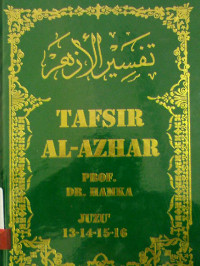 تفسير الأزهر
TAFSIR
AL-AZHAR
PROF.
DR. HAMKA
JUZU'
13-14-15-16